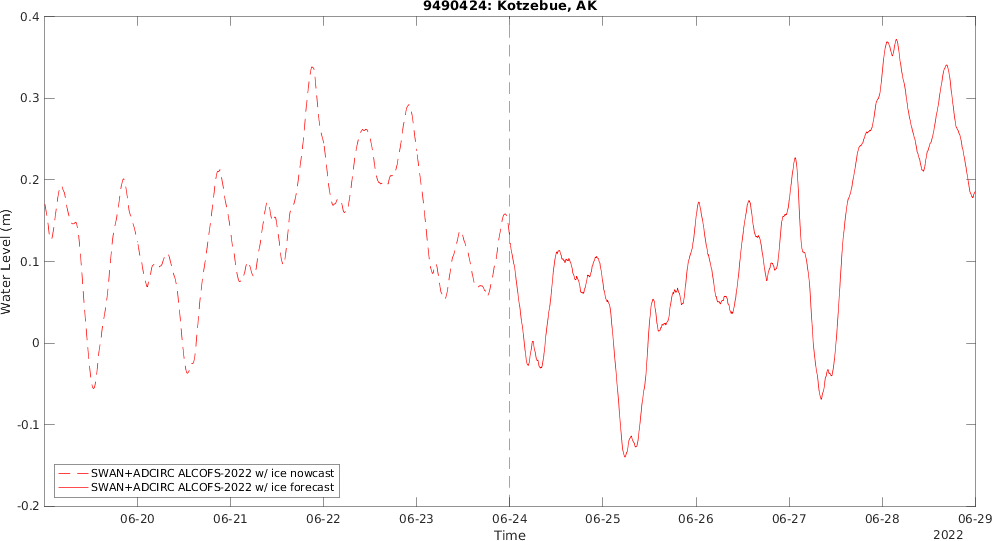 9490424: Kotzebue, AK
0.4
0.3
0.2
0.1
0
-0.1
-0.2
Water Level (m)
SWAN+ADCIRC ALCOFS-2022 w/ ice nowcast
SWAN+ADCIRC ALCOFS-2022 w/ ice forecast
06-20 06-21 06-22 06-23 06-24 06-25 06-26 06-27 06-28 06-29
Time
2022